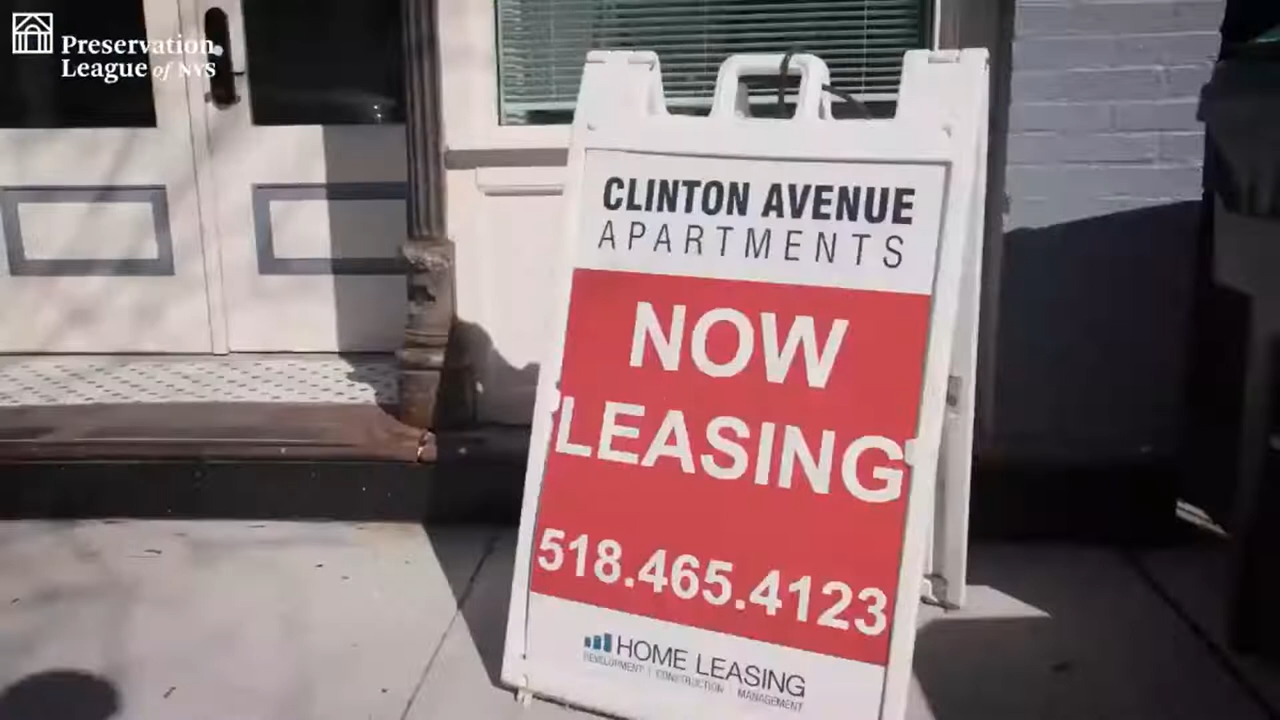 Preservation
League of NYS
CLINTON AVENUE
APARTMENTS
NOW
LEASING
518.465.4123
HOME LEASING
DEVELOPMENT | CONSTRUCTION | MANAGEMENT